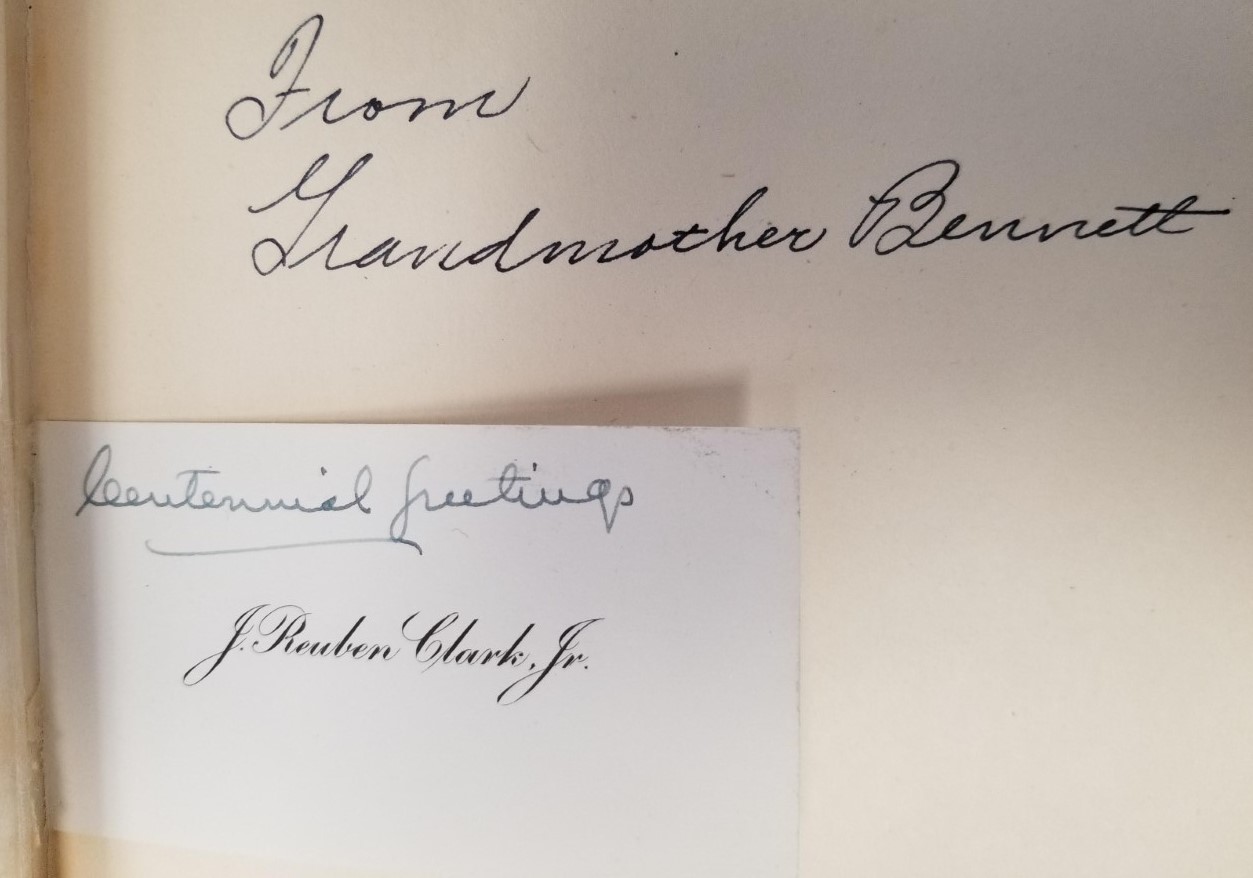 From
Grandmother Bennett
Centennial Greetings
J. Reuben Clark, Jr.